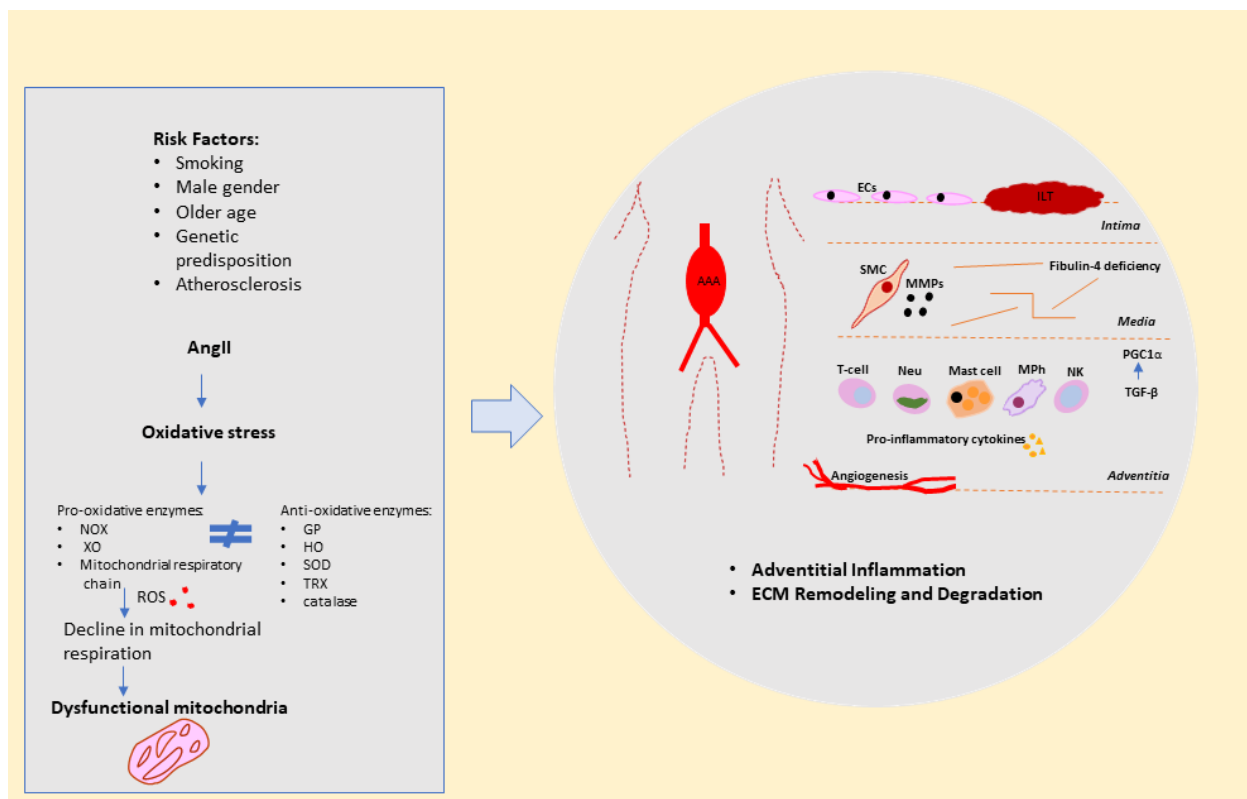 Risk Factors:
• Smoking
• Male gender
• Older age
• Genetic
predisposition
• Atherosclerosis
AngII
Oxidative stress
Pro-oxidative enzymes:
• NOX
• XO
• Mitochondrial respiratory
chain
Anti-oxidative enzymes:
• GP
• HO
• SOD
• TRX
• catalase
ROS
Decline in mitochondrial
respiration
Dysfunctional mitochondria
AAA
ECs
ILT
Intima
SMC
MMPs
Fibulin-4 deficiency
Media
PGC1α
TGF-β
T-cell
Neu
Mast cell
MPh
NK
Pro-inflammatory cytokines
Angiogenesis
Adventitia
• Adventitial Inflammation
• ECM Remodeling and Degradation